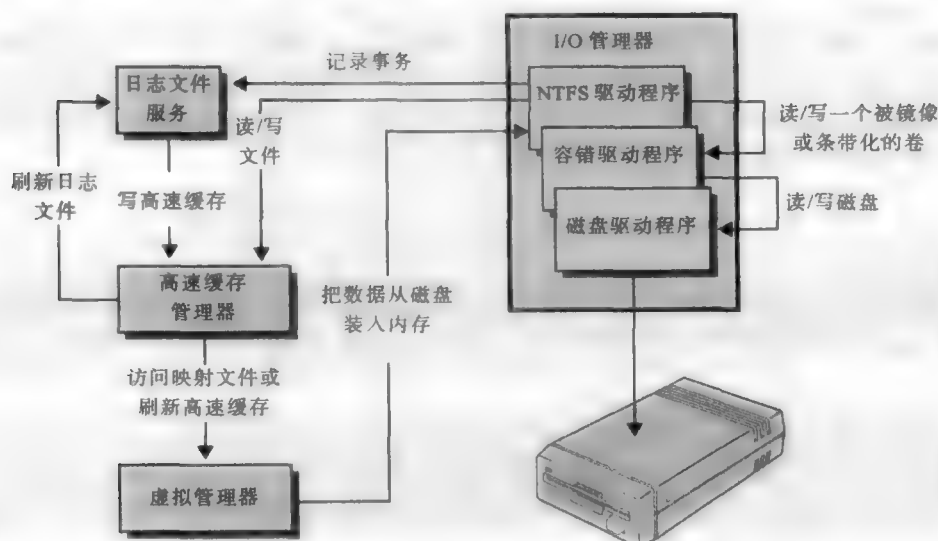 I/O 管理器
记录事务
日志文件
服务
NTFS 驱动程序
读/写
文件
读/写一个被镜像
或条带化的卷
容错驱动程序
刷新日志
文件
写高速缓存
读/写磁盘
磁盘驱动程序
高速缓存
管理器
把数据从磁盘
装入内存
访问映射文件或
刷新高速缓存
虚拟管理器